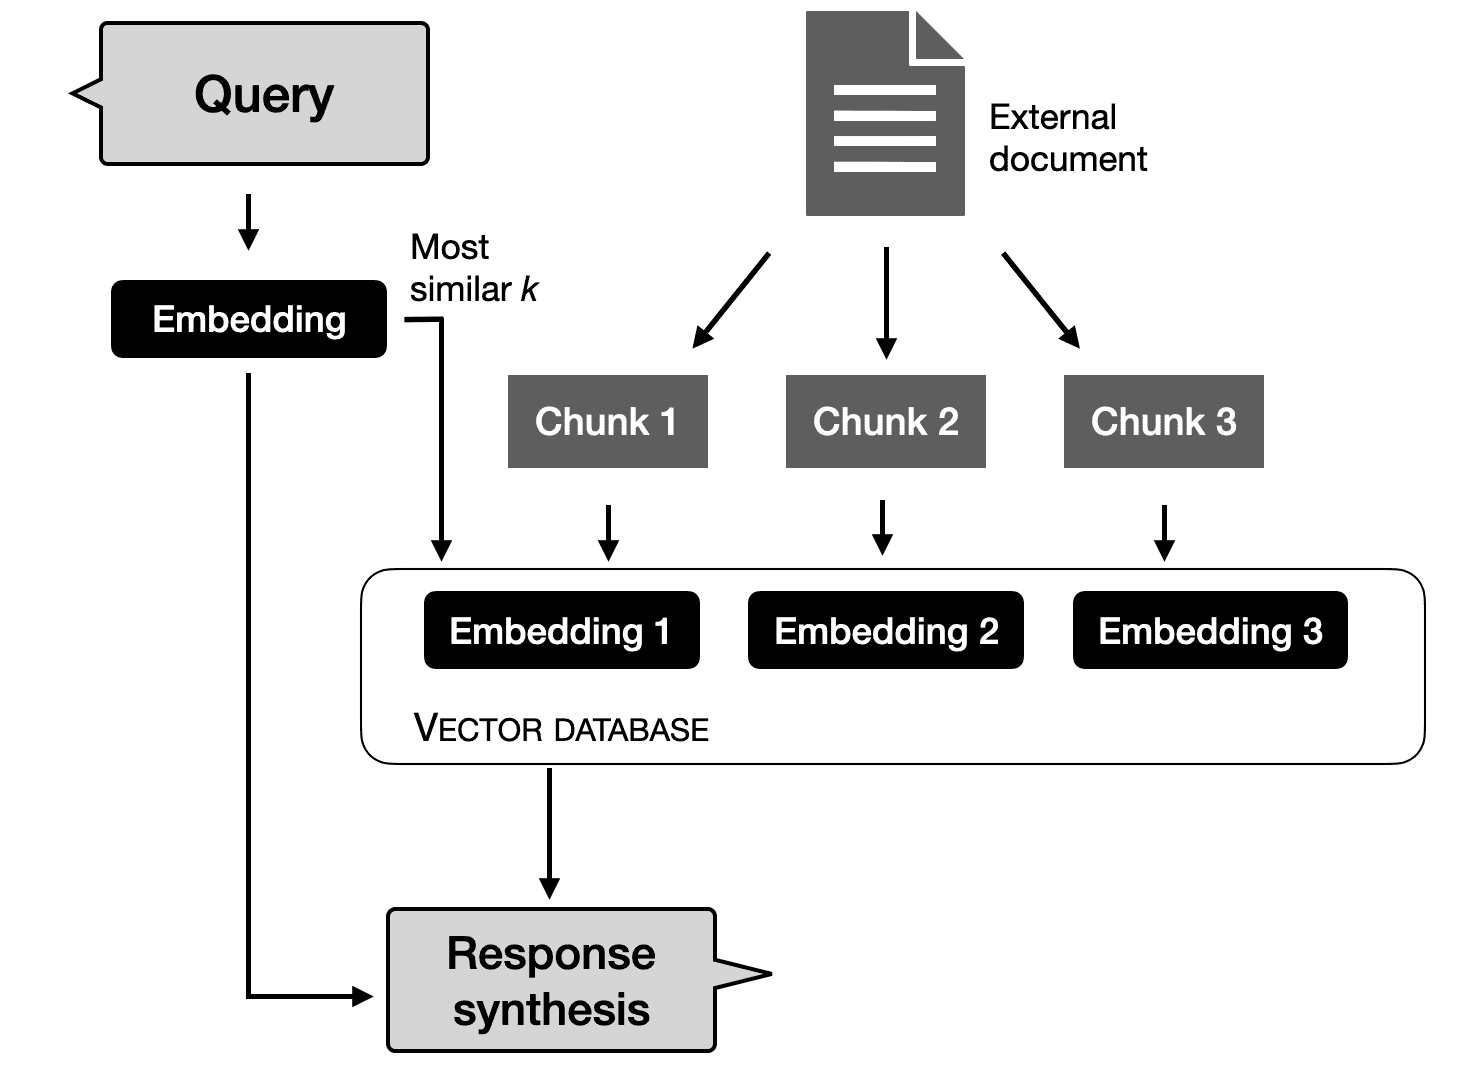 Query
External
document
Most
similar k
Embedding
Chunk 1
Chunk 2
Chunk 3
Embedding 1
Embedding 2
Embedding 3
VECTOR DATABASE
Response
synthesis